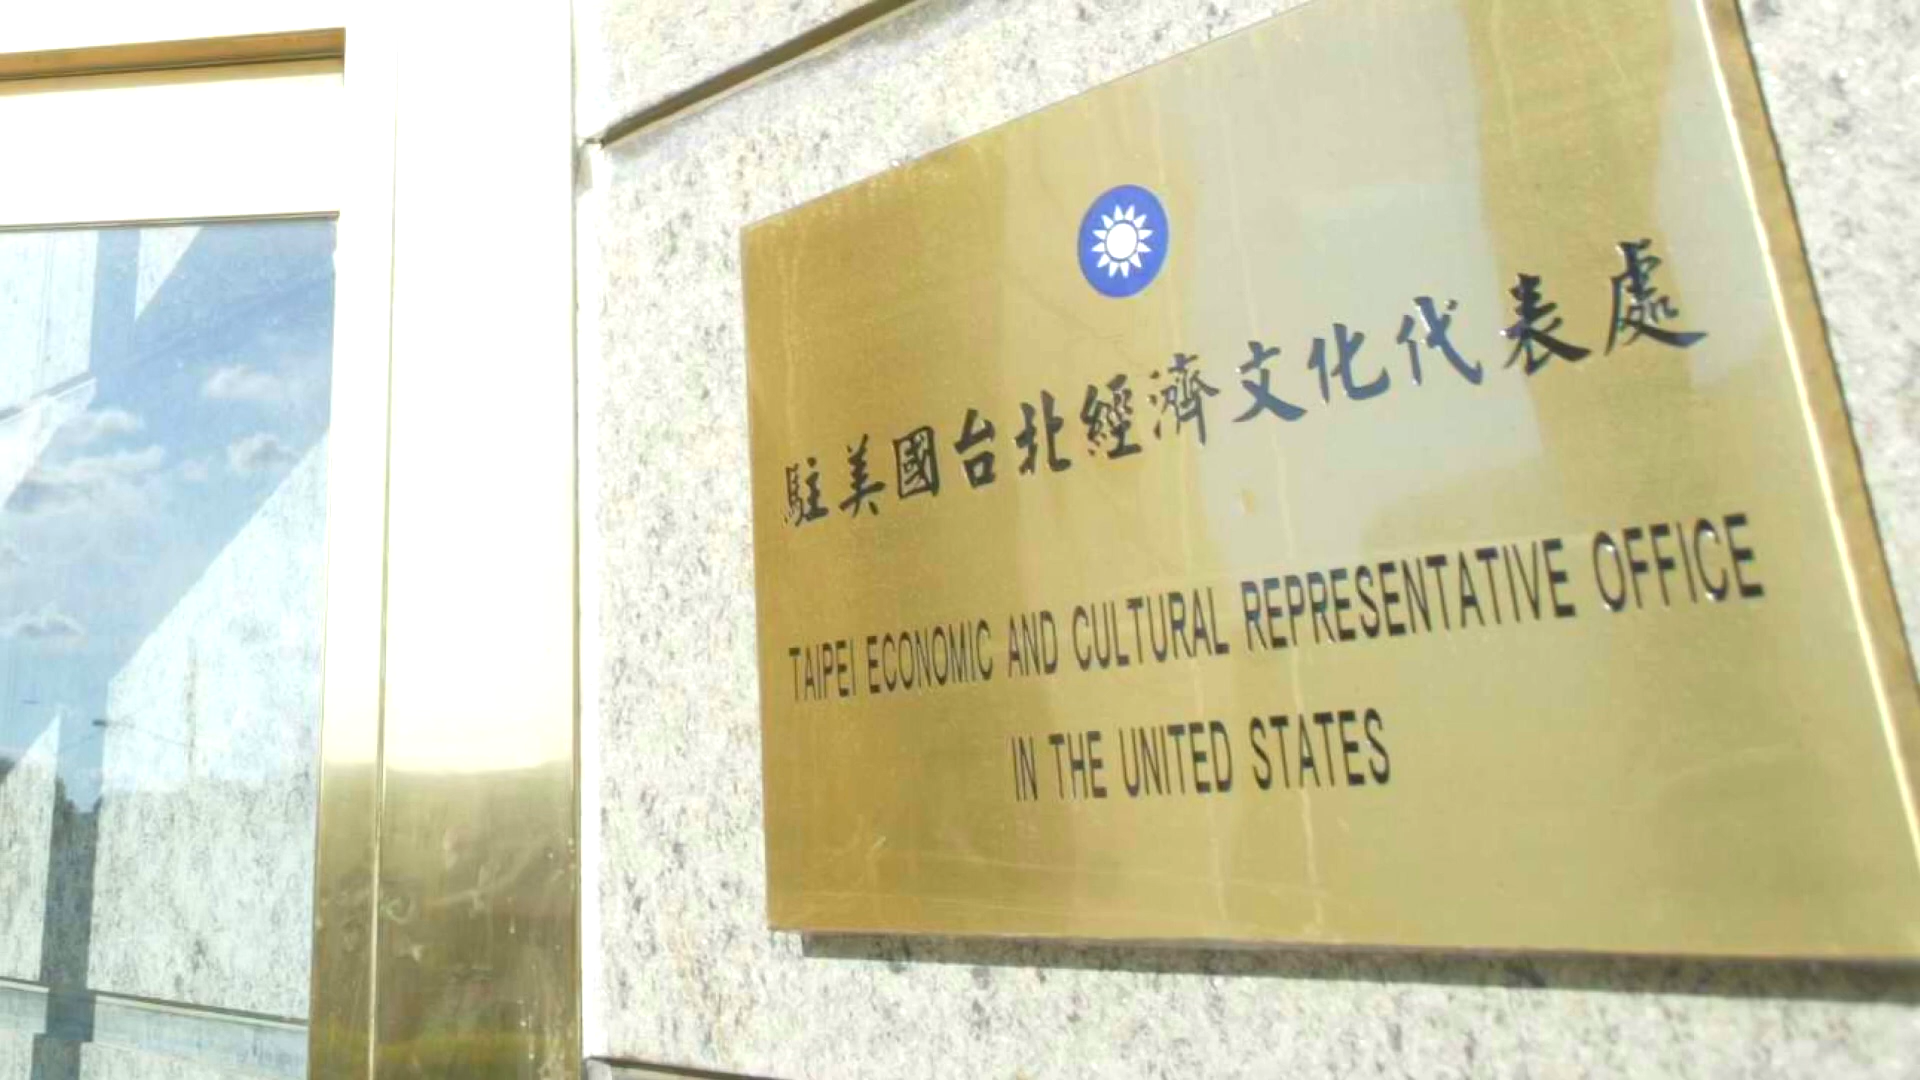 駐美國台北經濟文化代表處
TAIPEI ECONOMIC AND CULTURAL REPRESENTATIVE OFFICE
IN THE UNITED STATES